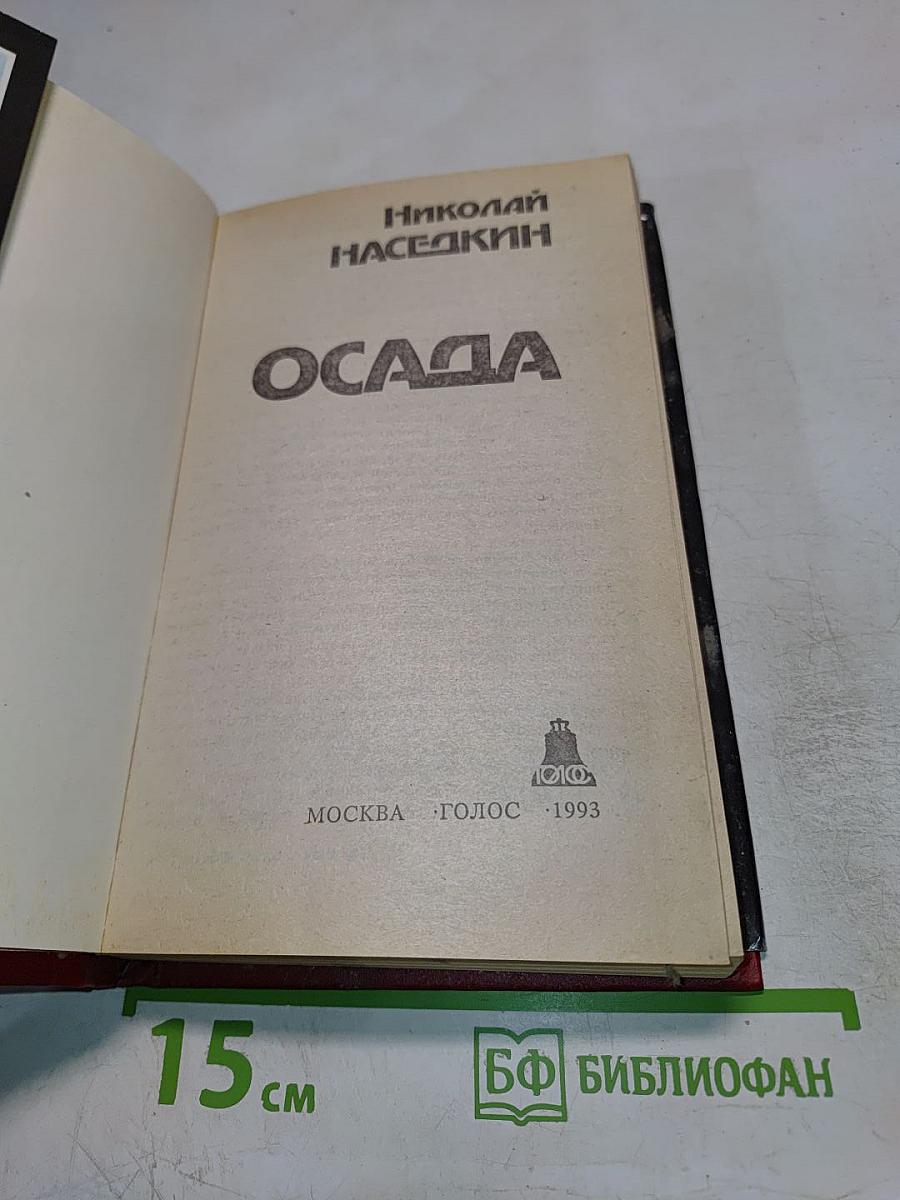 Николай
НАСЕДКИН
ОСАДА
ГОЛОС
МОСКВА ·ГОЛОС ·1993
15 см
БФ БИБЛИОФАН